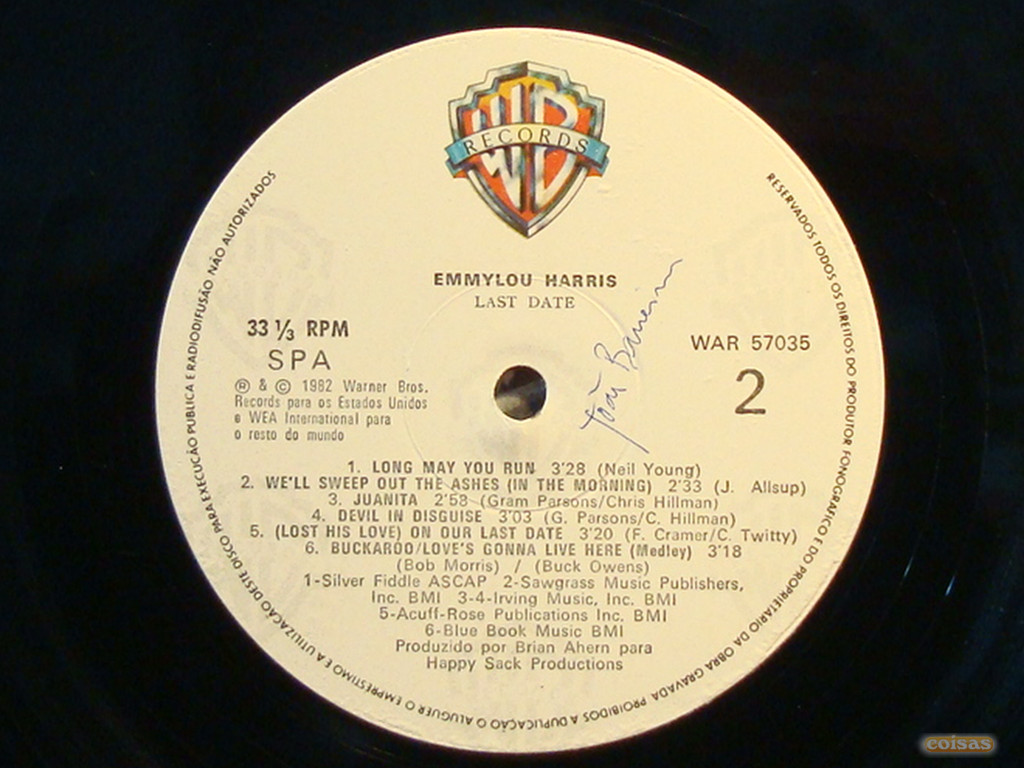 WB
RECORDS
EMMYLOU HARRIS
LAST DATE
33 1/3 RPM
SPA
Ⓟ & © 1982 Warner Bros.
Records para os Estados Unidos
e WEA International para
o resto do mundo
WAR 57035
2
João
1. LONG MAY YOU RUN 3'28 (Neil Young)
2. WE'LL SWEEP OUT THE ASHES (IN THE MORNING) 2'33 (J. Allsup)
3. JUANITA 2'58 (Gram Parsons/Chris Hillman)
4. DEVIL IN DISGUISE 3'03 (G. Parsons/C. Hillman)
5. (LOST HIS LOVE) ON OUR LAST DATE 3'20 (F. Cramer/C. Twitty)
6. BUCKAROO/LOVE'S GONNA LIVE HERE (Medley) 3'18
(Bob Morris) / (Buck Owens)
1-Silver Fiddle ASCAP 2-Sawgrass Music Publishers,
Inc. BMI 3-4-Irving Music, Inc. BMI
5-Acuff-Rose Publications Inc. BMI
6-Blue Book Music BMI
Produzido por Brian Ahern para
Happy Sack Productions
RESERVADOS TODOS OS DIREITOS DO PRODUTOR FONOGRAFICO E DO PROPRIETARIO DA OBRA GRAVADA. PROIBIDOS A DUPLICAÇÃO O ALUGUER O EMPRESTIMO E A UTILIZAÇÃO DESTE DISCO PARA EXECUÇÃO PUBLICA E RADIODIFUSÃO NÃO AUTORIZADOS
coisas